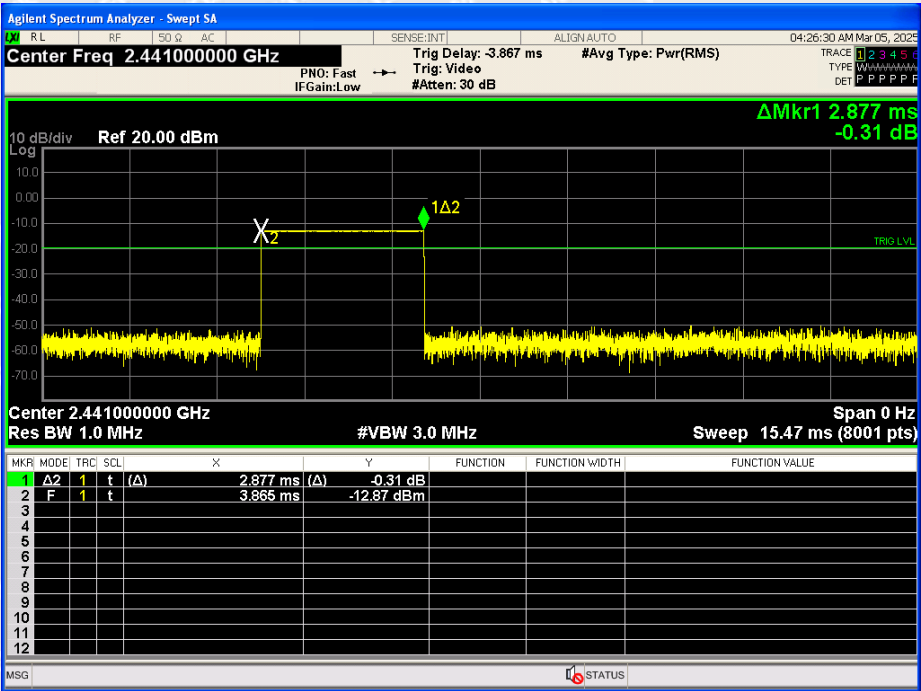 Agilent Spectrum Analyzer - Swept SA
LXI RL RF 50 Ω AC SENSE:INT ALIGN AUTO 04:26:30 AM Mar 05, 2025
Center Freq 2.441000000 GHz
PNO: Fast
IFGain:Low
Trig Delay: -3.867 ms
Trig: Video
#Atten: 30 dB
#Avg Type: Pwr(RMS)
TRACE 1 2 3 4 5 6
TYPE WWWWWW
DET P P P P P P
ΔMkr1 2.877 ms
-0.31 dB
10 dB/div Ref 20.00 dBm
Log
10.0
0.00
1Δ2
-10.0
X2
TRIG LVL
-20.0
-30.0
-40.0
-50.0
-60.0
-70.0
Center 2.441000000 GHz Span 0 Hz
Res BW 1.0 MHz #VBW 3.0 MHz Sweep 15.47 ms (8001 pts)
MKR MODE TRC SCL X Y FUNCTION FUNCTION WIDTH FUNCTION VALUE
1 Δ2 1 t (Δ) 2.877 ms (Δ) -0.31 dB
2 F 1 t 3.865 ms -12.87 dBm
3
4
5
6
7
8
9
10
11
12
MSG STATUS